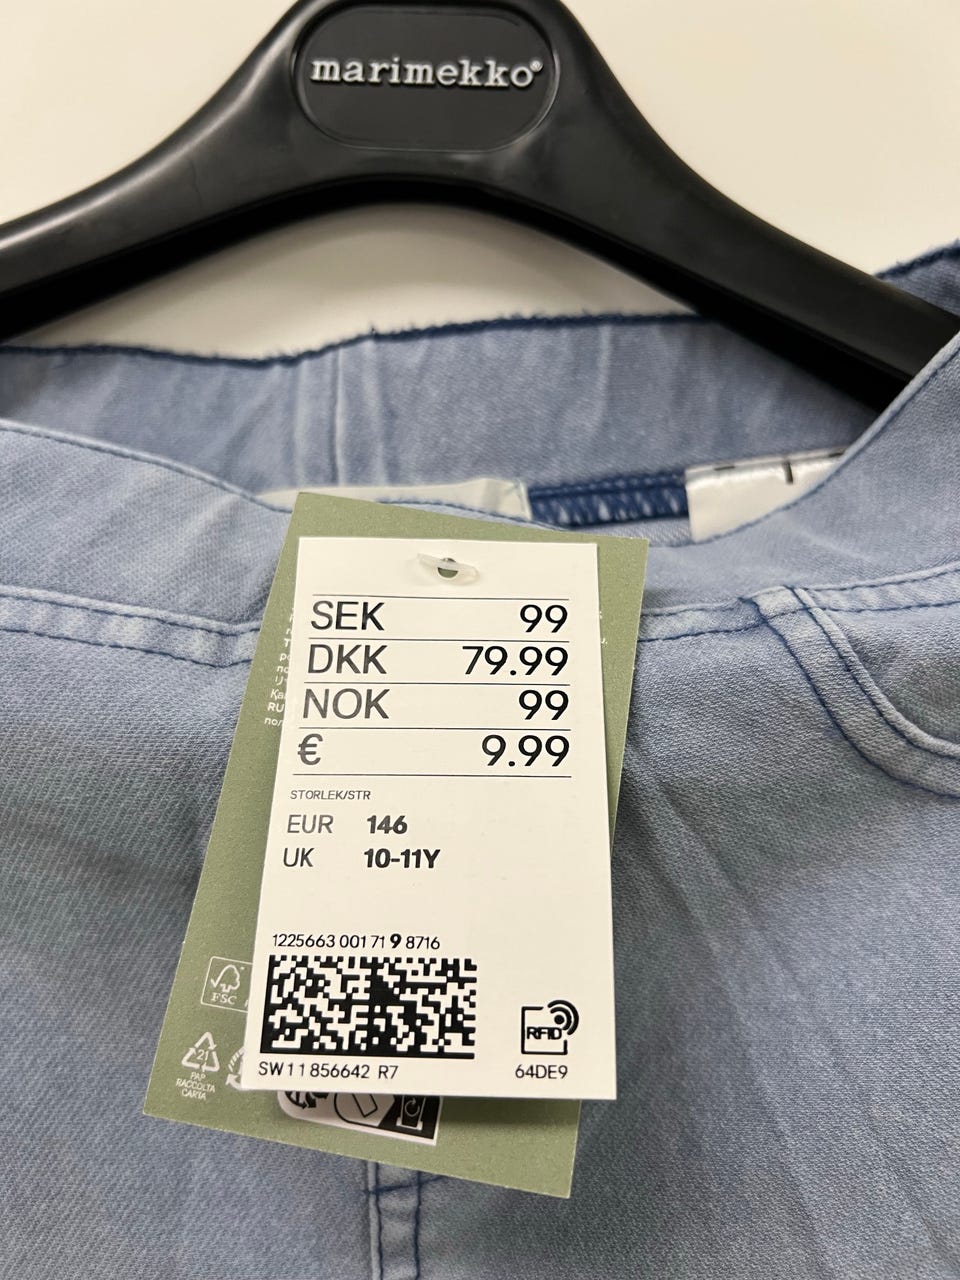 marimekko®
SEK 99
DKK 79.99
NOK 99
€ 9.99
STORLEK/STR
EUR 146
UK 10-11Y
1225663 001 71 9 8716
SW11856642 R7
RFID
64DE9
FSC
21
PAP
RACCOLTA
CARTA
RU